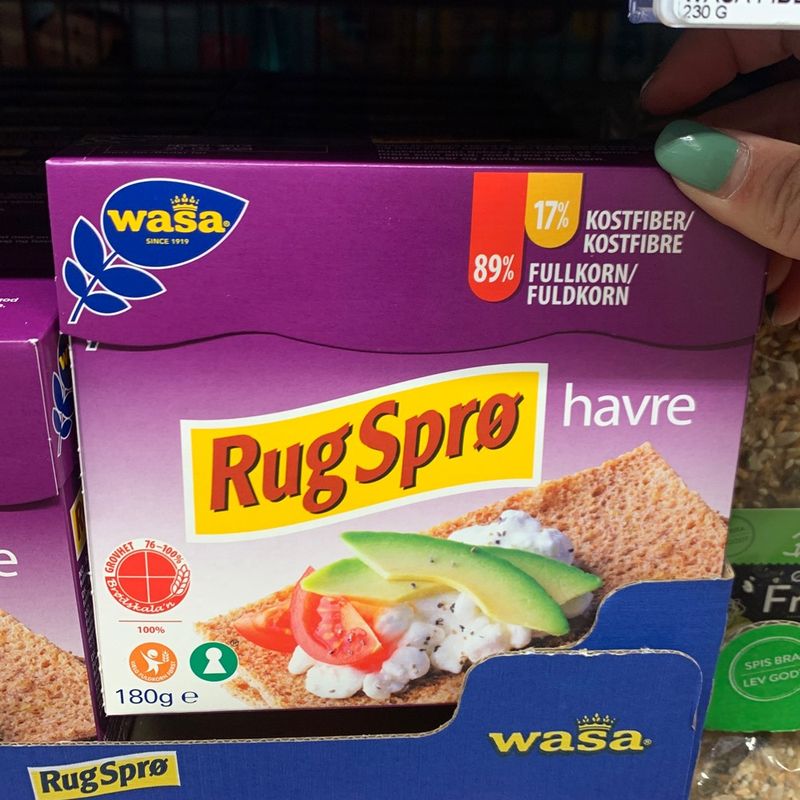 230 G
wasa
SINCE 1919
17% KOSTFIBER/
KOSTFIBRE
89% FULLKORN/
FULDKORN
RugSprø havre
GROVHET 76-100%
Brødskala'n
100%
180g e
e
wasa
RugSprø
Fr
SPIS BRA
LEV GOD